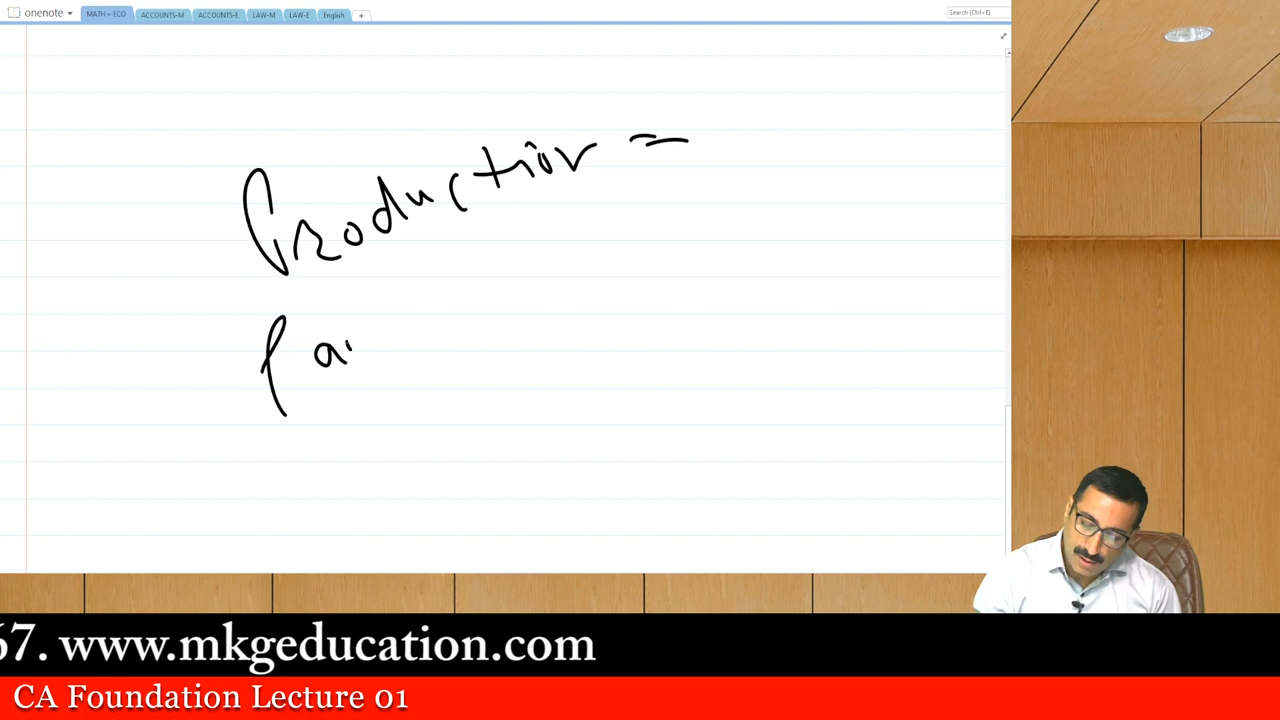 onenote MATH + ECO ACCOUNTS-M ACCOUNTS-E LAW-M LAW-E English + Search (Ctrl+E)
Production =
67. www.mkgeducation.com
CA Foundation Lecture 01